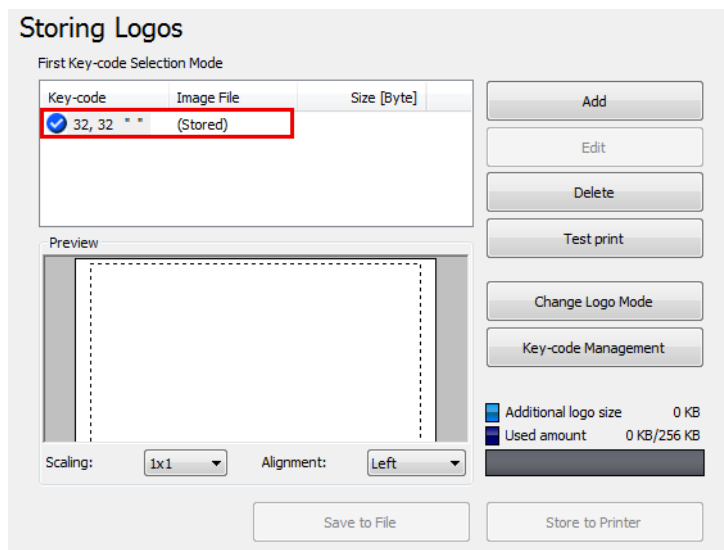 Storing Logos
First Key-code Selection Mode
Key-code Image File Size [Byte]
32, 32 " " (Stored)
Add
Edit
Delete
Test print
Preview
Change Logo Mode
Key-code Management
Additional logo size 0 KB
Used amount 0 KB/256 KB
Scaling: 1x1 Alignment: Left
Save to File
Store to Printer